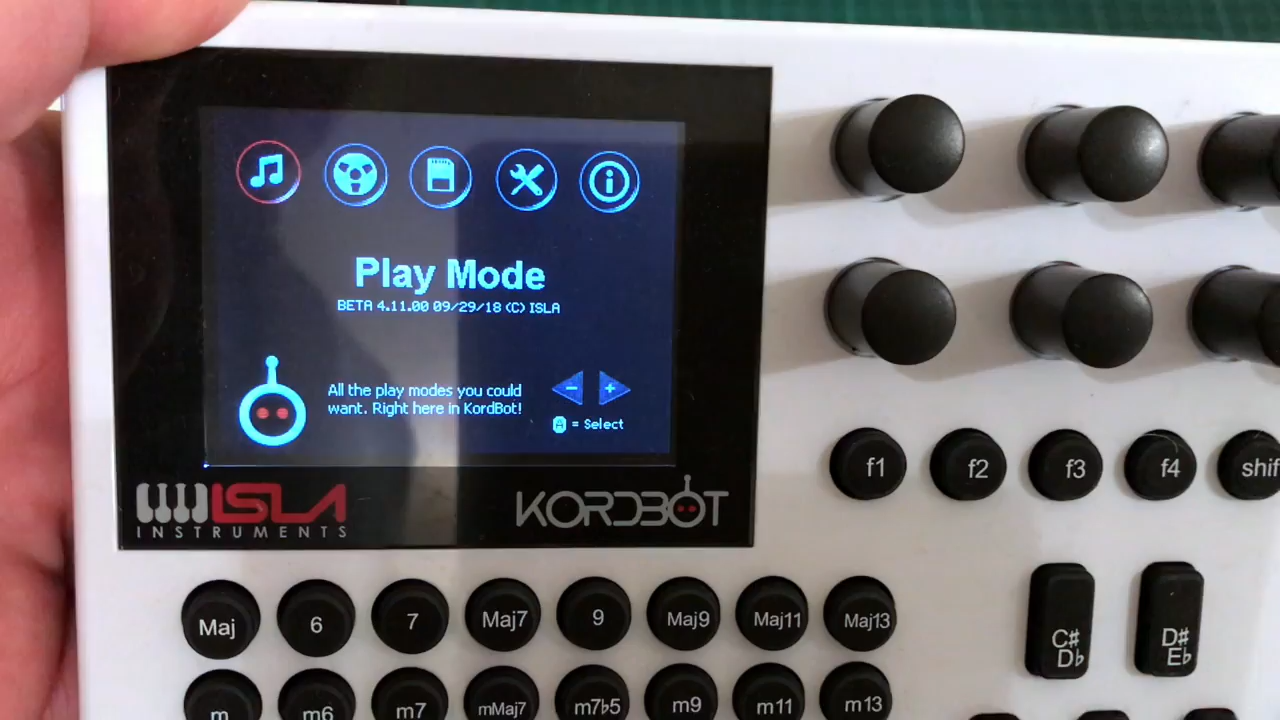 Play Mode
BETA 4.11.00 09/29/18 (C) ISLA
All the play modes you could
want. Right here in KordBot!
- +
A = Select
ISLA
INSTRUMENTS
KORDBOT
f1 f2 f3 f4 shif
Maj 6 7 Maj7 9 Maj9 Maj11 Maj13
C#
D♭
D#
E♭
m m6 m7 mMaj7 m7♭5 m9 m11 m13